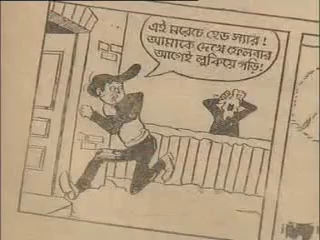 এই মরেচে হেড স্যার!
আমাকে দেখে ফেলবার
আগেই লুকিয়ে পড়ি!